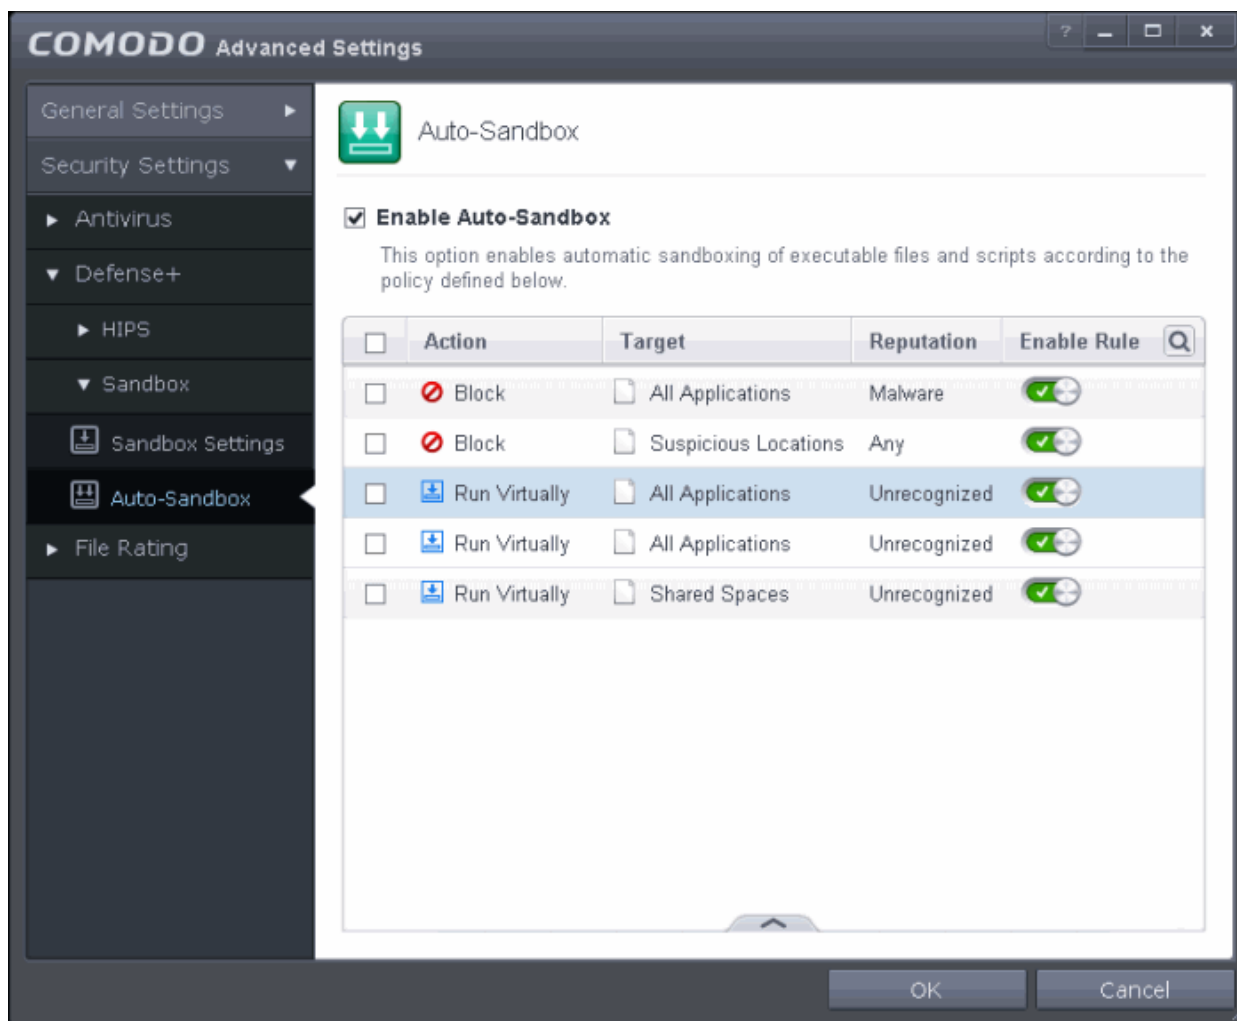 COMODO Advanced Settings
?
General Settings
Security Settings
Antivirus
Defense+
HIPS
Sandbox
Sandbox Settings
Auto-Sandbox
File Rating
Auto-Sandbox
Enable Auto-Sandbox
This option enables automatic sandboxing of executable files and scripts according to the
policy defined below.
Action Target Reputation Enable Rule
Block All Applications Malware
Block Suspicious Locations Any
Run Virtually All Applications Unrecognized
Run Virtually All Applications Unrecognized
Run Virtually Shared Spaces Unrecognized
OK Cancel